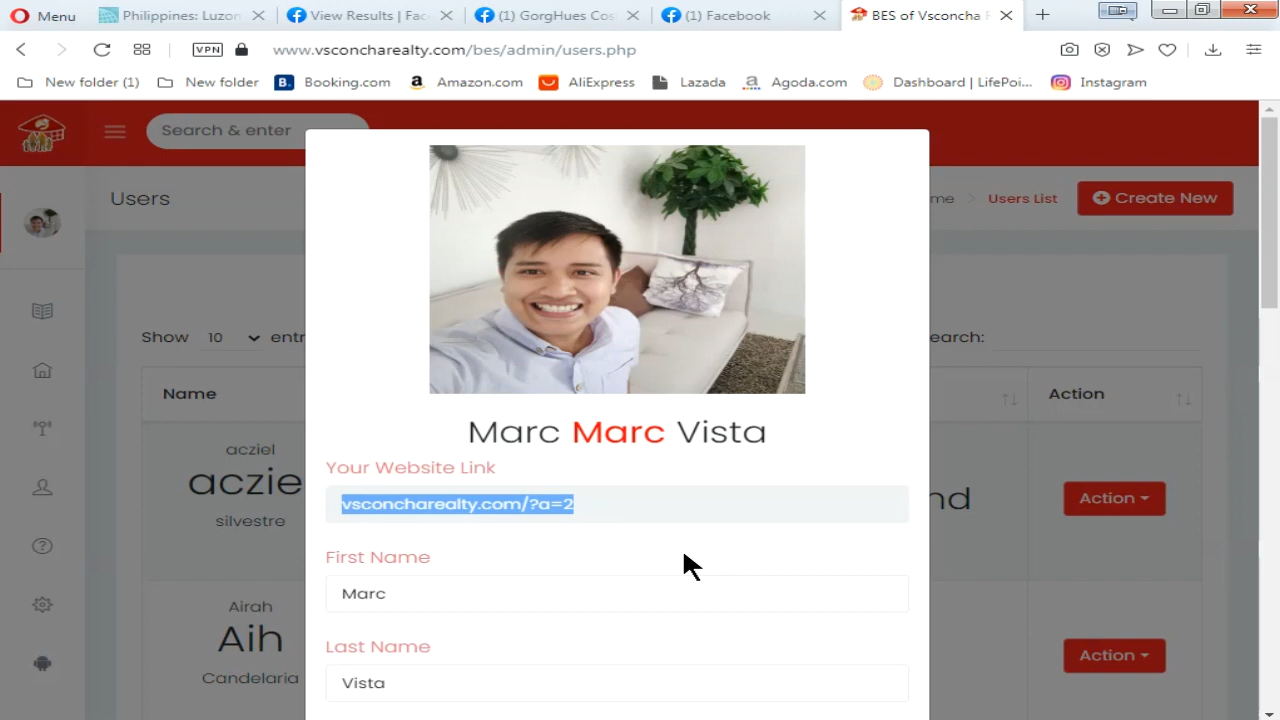 Menu
Philippines: Luzon
View Results | Fac
(1) GorgHues Cos
(1) Facebook
BES of Vsconcha
VPN
www.vsconcharealty.com/bes/admin/users.php
New folder (1)
New folder
B. Booking.com
a Amazon.com
AliExpress
Lazada
a Agoda.com
Dashboard | LifePoi...
Instagram
Search & enter
Users
me > Users List
Create New
Show 10 entr
earch:
Name
Action
acziel
aczie
silvestre
nd
Action
Airah
Aih
Candelaria
Action
Marc Marc Vista
Your Website Link
vsconcharealty.com/?a=2
First Name
Marc
Last Name
Vista